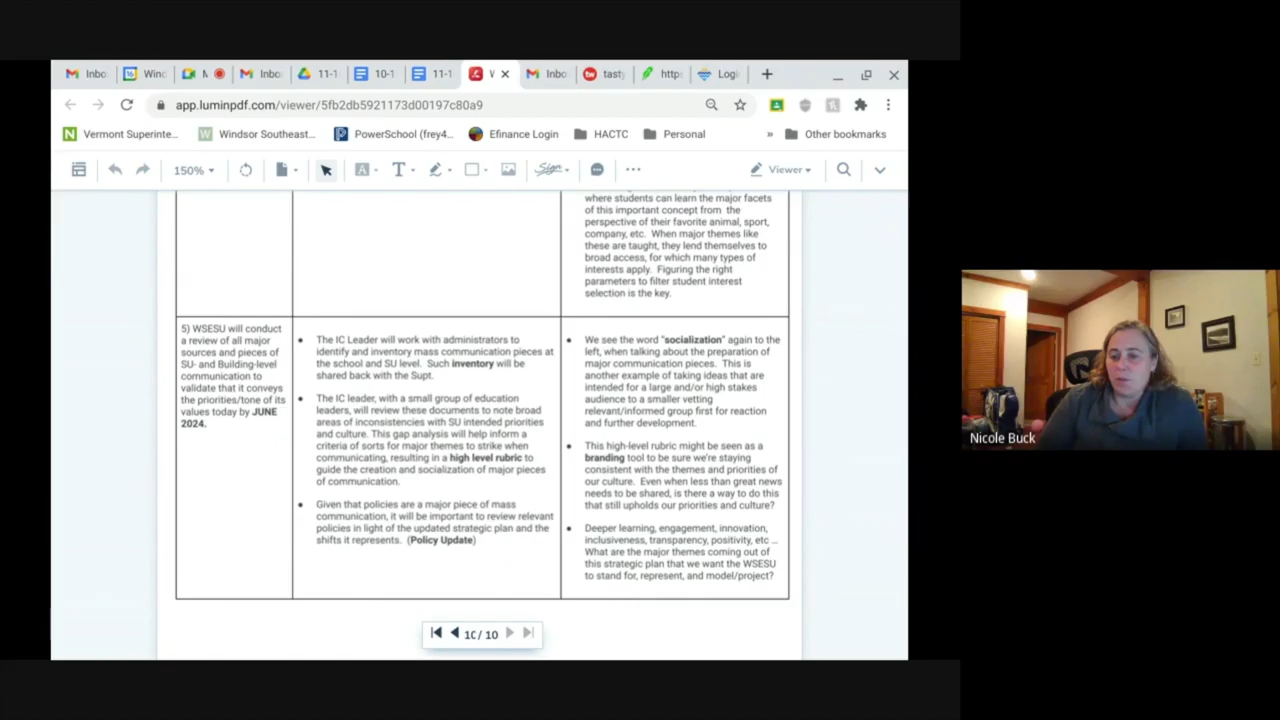 Inbo
Winc
M
Inbo
11-1
10-1
11-1
V
Inbo
tasty
http:
Logi
app.luminpdf.com/viewer/5fb2db5921173d00197c80a9
Vermont Superinte...
Windsor Southeast...
PowerSchool (frey4...
Efinance Login
HACTC
Personal
»
Other bookmarks
150%
Sign
Viewer
where students can learn the major facets
of this important concept from the
perspective of their favorite animal, sport,
company, etc. When major themes like
these are taught, they lend themselves to
broad access, for which many types of
interests apply. Figuring the right
parameters to filter student interest
selection is the key.
5) WSESU will conduct
a review of all major
sources and pieces of
SU- and Building-level
communication to
validate that it conveys
the priorities/tone of its
values today by JUNE
2024.
● The IC Leader will work with administrators to
identify and inventory mass communication pieces at
the school and SU level. Such inventory will be
shared back with the Supt.
● The IC leader, with a small group of education
leaders, will review these documents to note broad
areas of inconsistencies with SU intended priorities
and culture. This gap analysis will help inform a
criteria of sorts for major themes to strike when
communicating, resulting in a high level rubric to
guide the creation and socialization of major pieces
of communication.
● Given that policies are a major piece of mass
communication, it will be important to review relevant
policies in light of the updated strategic plan and the
shifts it represents. (Policy Update)
● We see the word "socialization" again to the
left, when talking about the preparation of
major communication pieces. This is
another example of taking ideas that are
intended for a large and/or high stakes
audience to a smaller vetting
relevant/informed group first for reaction
and further development.
● This high-level rubric might be seen as a
branding tool to be sure we're staying
consistent with the themes and priorities of
our culture. Even when less than great news
needs to be shared, is there a way to do this
that still upholds our priorities and culture?
● Deeper learning, engagement, innovation,
inclusiveness, transparency, positivity, etc ...
What are the major themes coming out of
this strategic plan that we want the WSESU
to stand for, represent, and model/project?
10 / 10
Nicole Buck